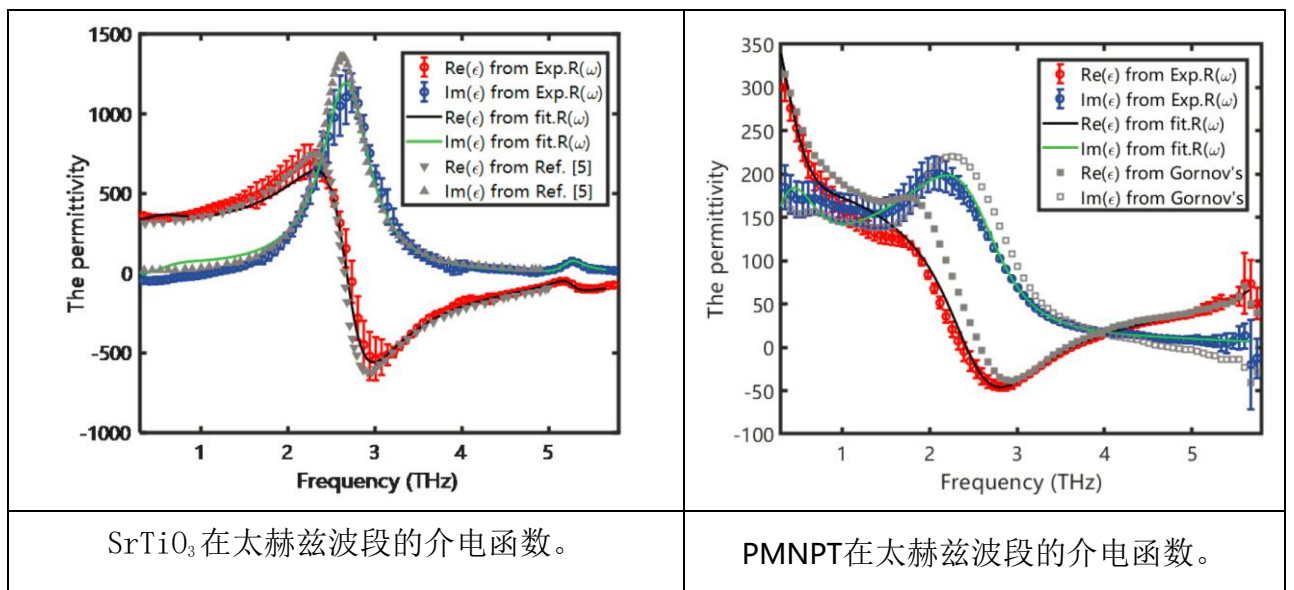 1500
1000
500
0
-500
-1000
The permittivity
1
2
3
4
5
Frequency (THz)
Re(ϵ) from Exp.R(ω)
Im(ϵ) from Exp.R(ω)
Re(ϵ) from fit.R(ω)
Im(ϵ) from fit.R(ω)
Re(ϵ) from Ref. [5]
Im(ϵ) from Ref. [5]
350
300
250
200
150
100
50
0
-50
-100
The permittivity
1
2
3
4
5
Frequency (THz)
Re(ϵ) from Exp.R(ω)
Im(ϵ) from Exp.R(ω)
Re(ϵ) from fit.R(ω)
Im(ϵ) from fit.R(ω)
Re(ϵ) from Gornov's
Im(ϵ) from Gornov's
SrTiO₃在太赫兹波段的介电函数。
PMNPT在太赫兹波段的介电函数。